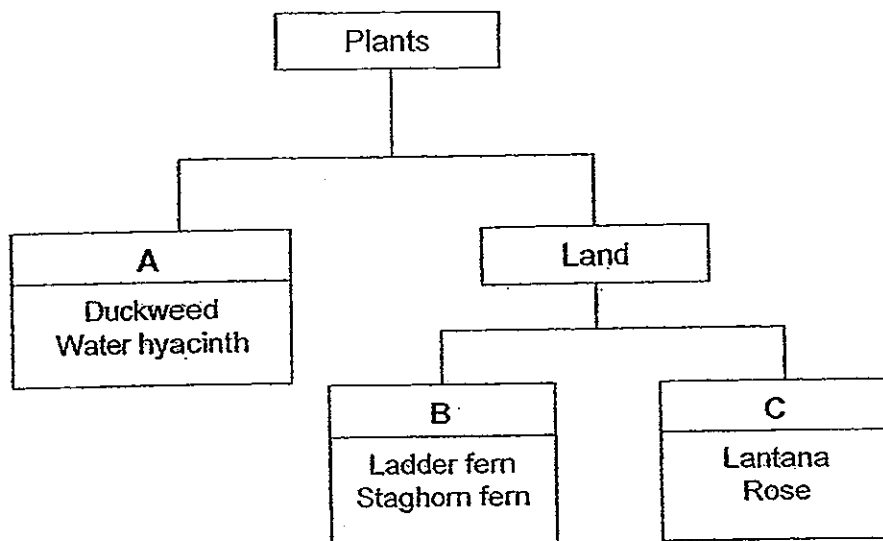 Plants
A
Duckweed
Water hyacinth
Land
B
Ladder fern
Staghorn fern
C
Lantana
Rose